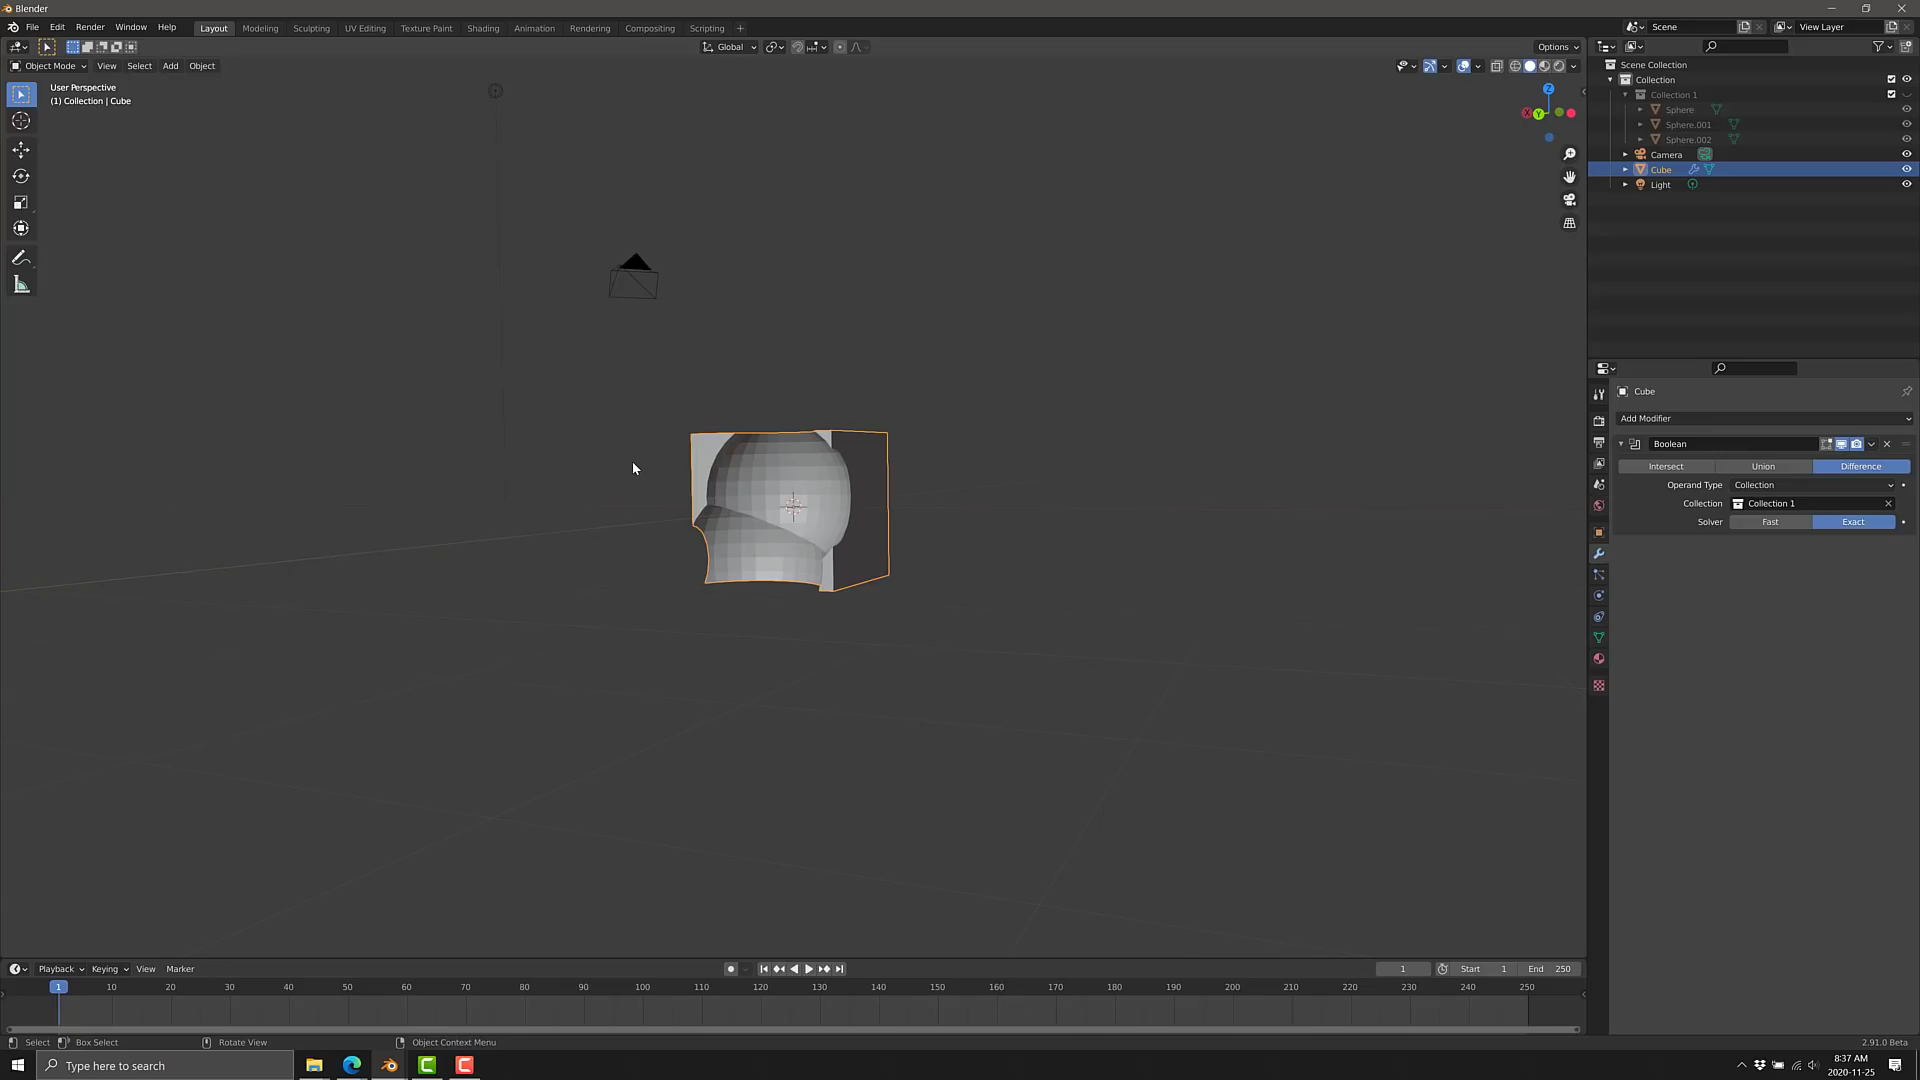 Blender
File Edit Render Window Help Layout Modeling Sculpting UV Editing Texture Paint Shading Animation Rendering Compositing Scripting + Scene View Layer
Global Options
Object Mode View Select Add Object
User Perspective
(1) Collection | Cube
Z
X Y
Scene Collection
Collection
Collection 1
Sphere
Sphere.001
Sphere.002
Camera
Cube
Light
Cube
Add Modifier
Boolean
Intersect Union Difference
Operand Type Collection
Collection Collection 1
Solver Fast Exact
Playback Keying View Marker 1 Start 1 End 250
1 10 20 30 40 50 60 70 80 90 100 110 120 130 140 150 160 170 180 190 200 210 220 230 240 250
Select Box Select Rotate View Object Context Menu 2.91.0 Beta
Type here to search
8:37 AM
2020-11-25